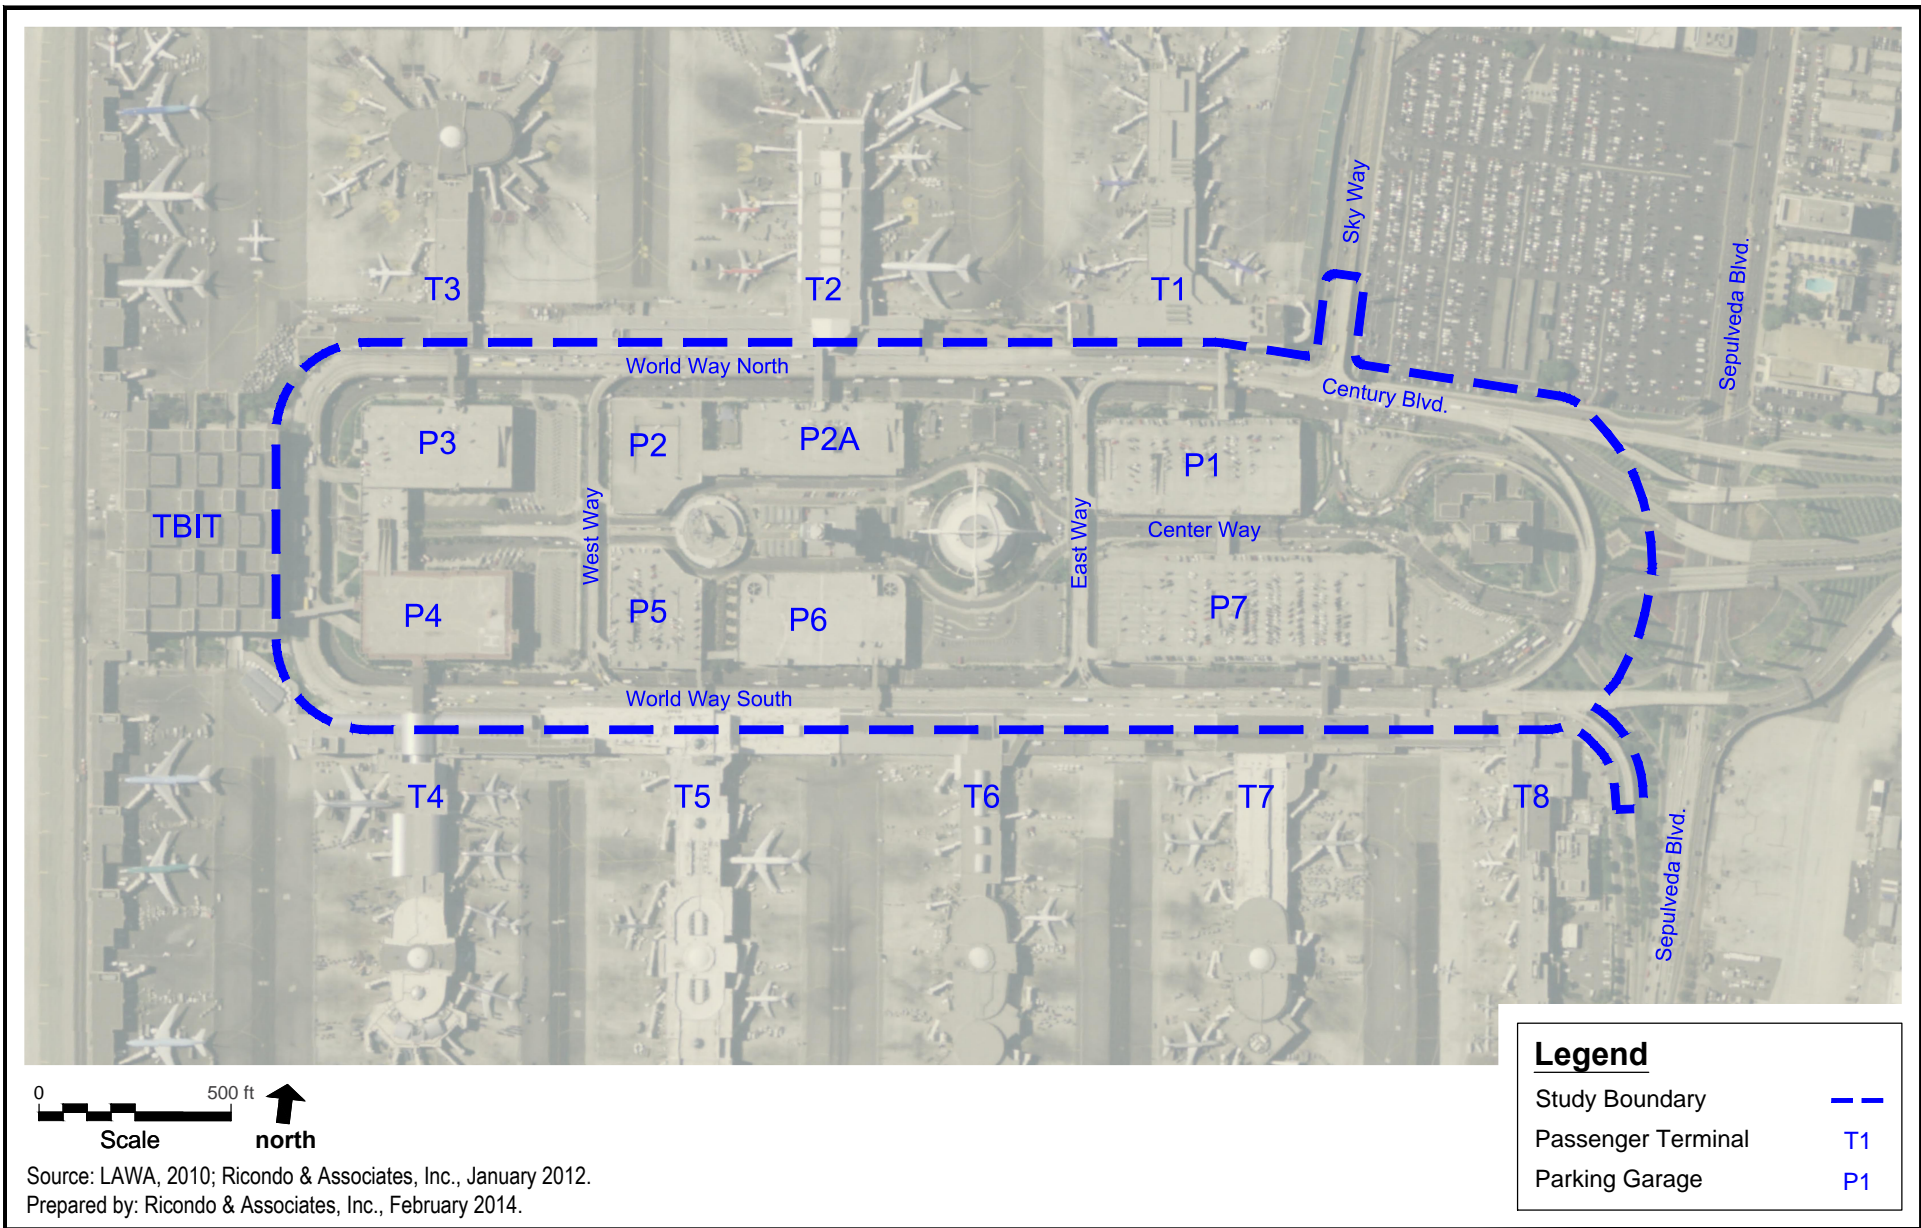 Sky Way
Sepulveda Blvd.
T3
T2
T1
World Way North
Century Blvd.
P3
P2
P2A
P1
TBIT
West Way
East Way
Center Way
P4
P5
P6
P7
World Way South
T4
T5
T6
T7
T8
Sepulveda Blvd.
0 500 ft
Scale
north
Source: LAWA, 2010; Ricondo & Associates, Inc., January 2012.
Prepared by: Ricondo & Associates, Inc., February 2014.
Legend
Study Boundary
Passenger Terminal T1
Parking Garage P1